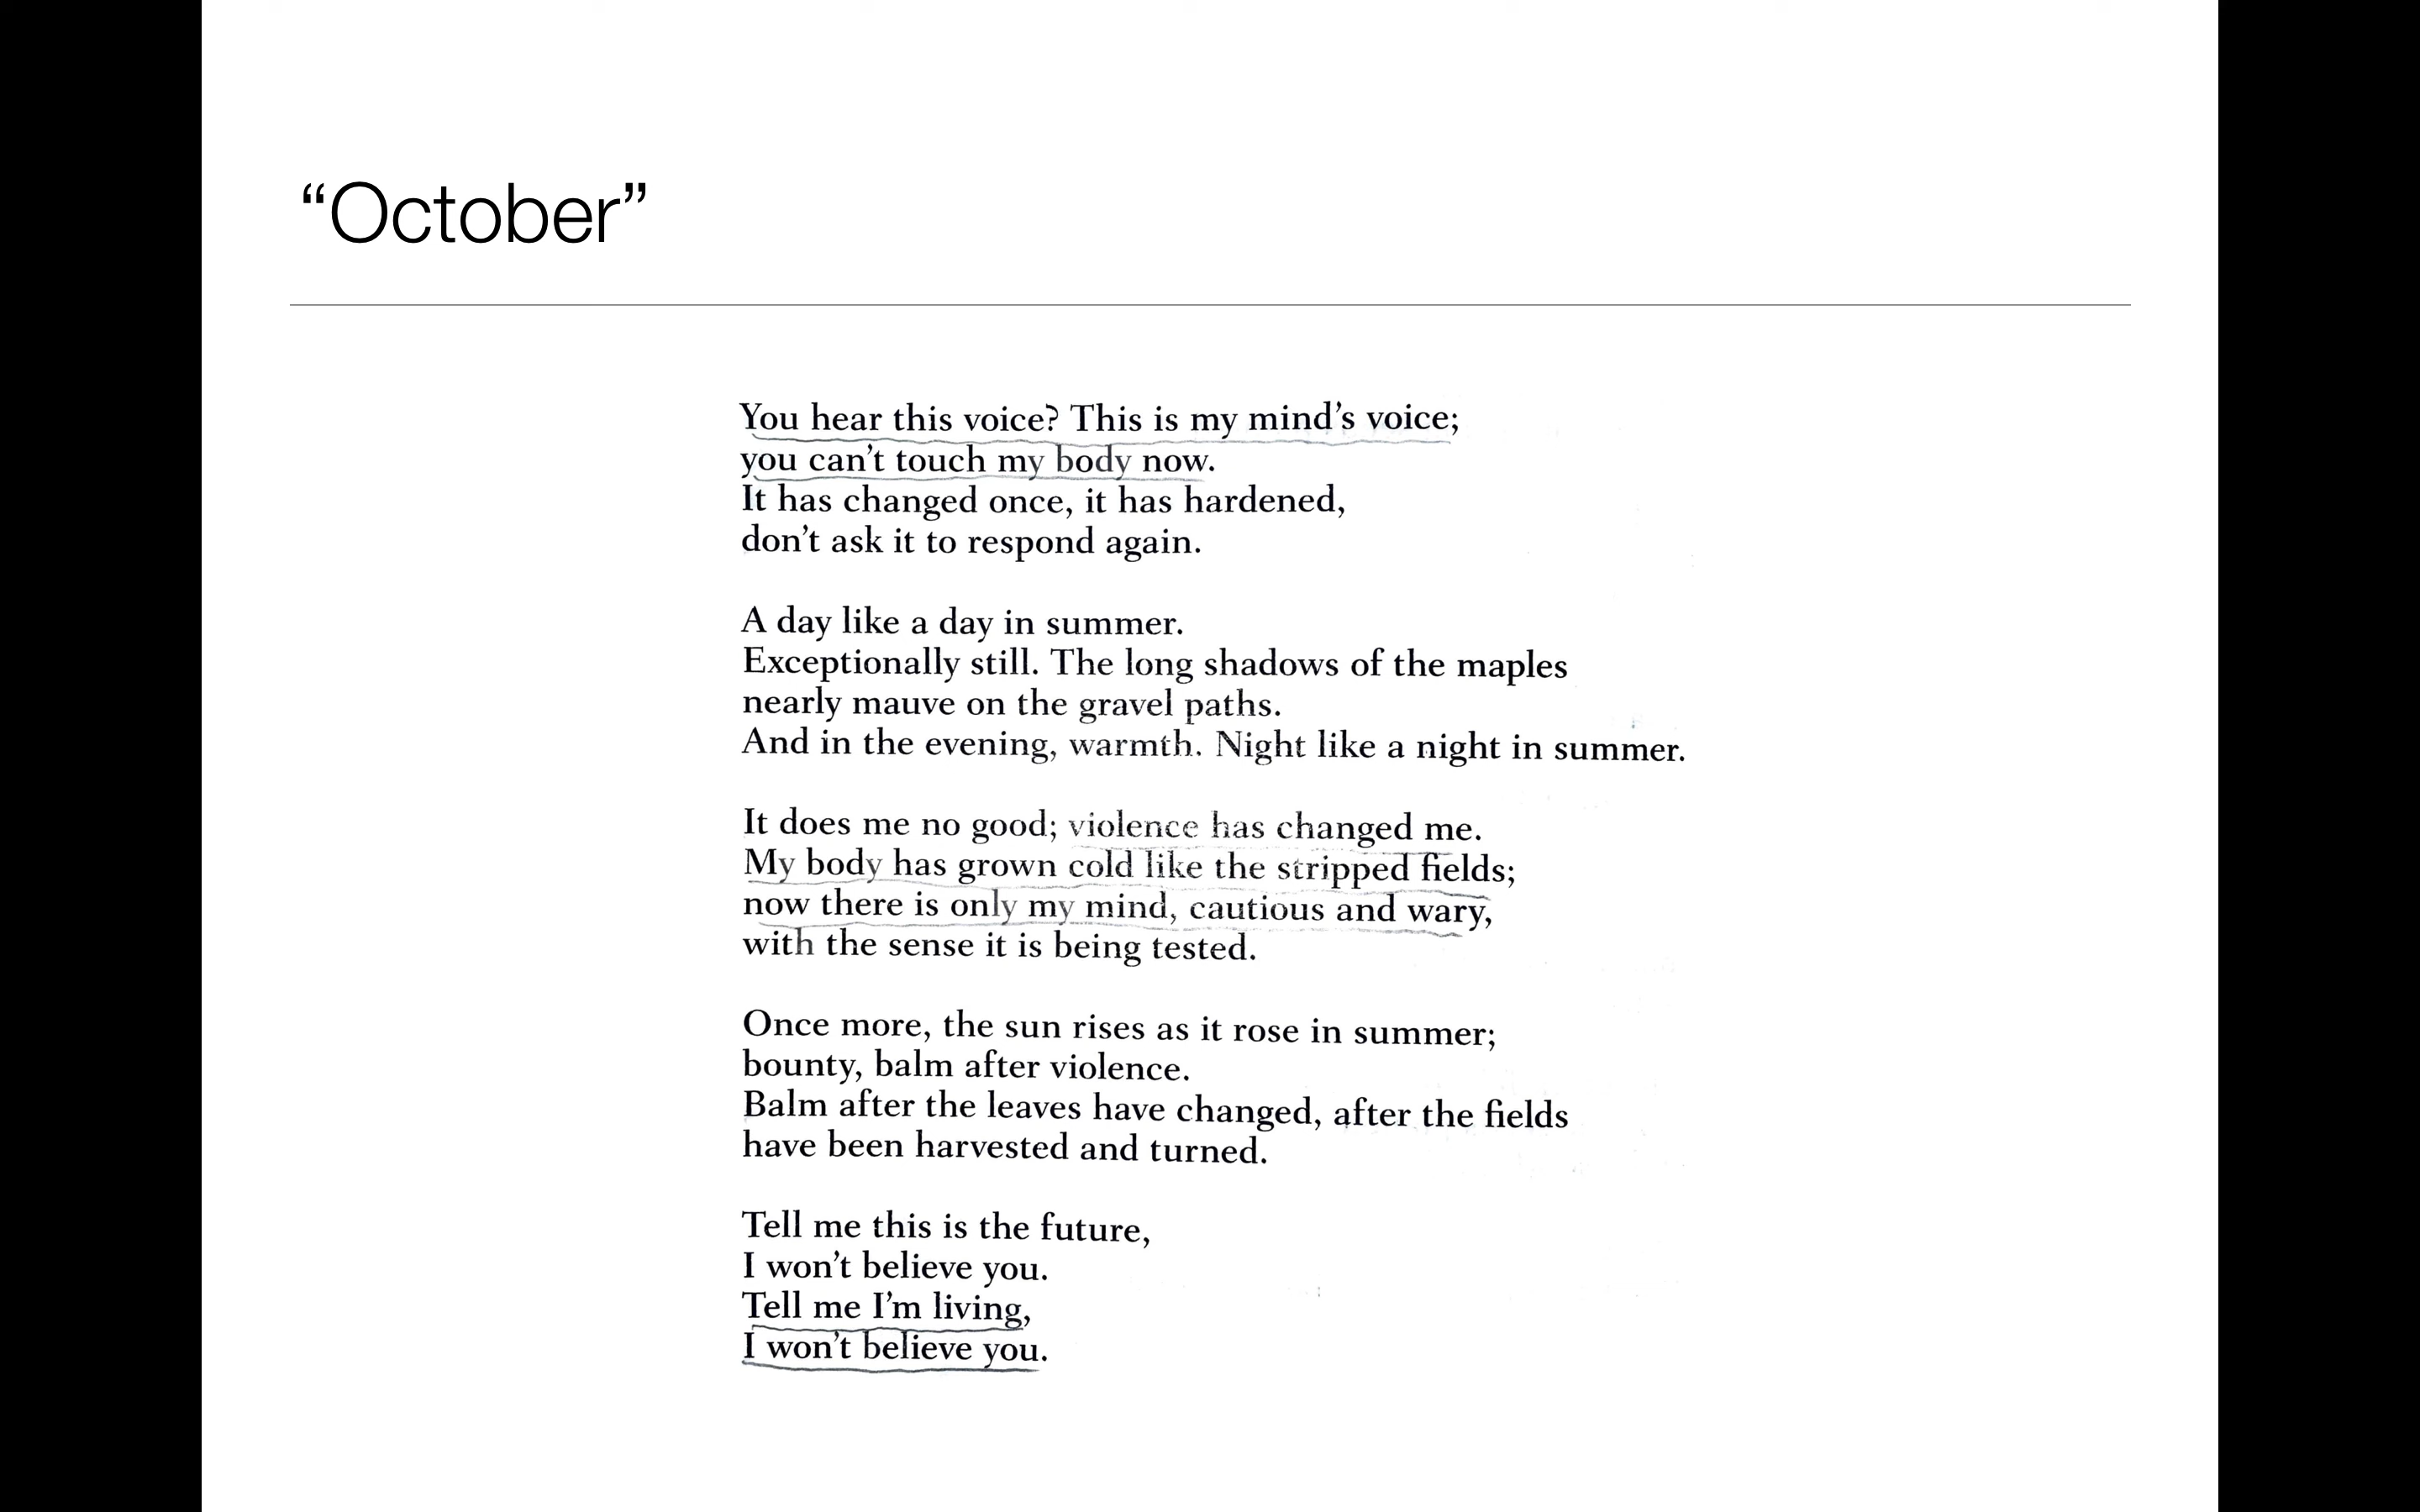 “October”
You hear this voice? This is my mind’s voice;
you can’t touch my body now.
It has changed once, it has hardened,
don’t ask it to respond again.
A day like a day in summer.
Exceptionally still. The long shadows of the maples
nearly mauve on the gravel paths.
And in the evening, warmth. Night like a night in summer.
It does me no good; violence has changed me.
My body has grown cold like the stripped fields;
now there is only my mind, cautious and wary,
with the sense it is being tested.
Once more, the sun rises as it rose in summer;
bounty, balm after violence.
Balm after the leaves have changed, after the fields
have been harvested and turned.
Tell me this is the future,
I won’t believe you.
Tell me I’m living,
I won’t believe you.